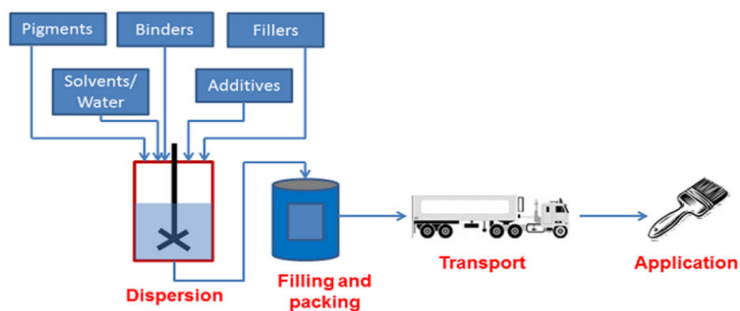 Pigments
Binders
Fillers
Solvents/
Water
Additives
Dispersion
Filling and
packing
Transport
Application